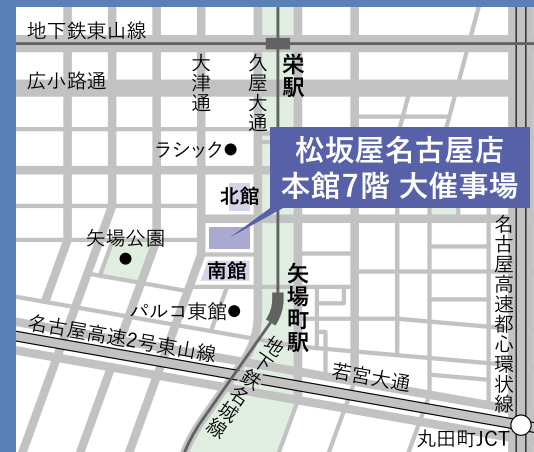 地下鉄東山線
広小路通
大津通
久屋大通
栄駅
ラシック
松坂屋名古屋店
本館7階 大催事場
北館
矢場公園
南館
矢場町駅
パルコ東館
名古屋高速2号東山線
地下鉄名城線
若宮大通
名古屋高速都心環状線
丸田町JCT